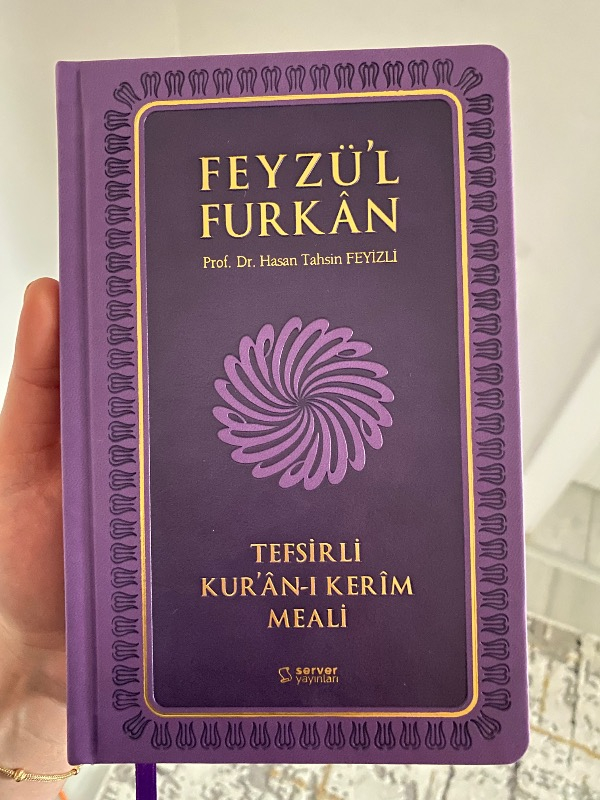 FEYZÜ'L
FURKÂN
Prof. Dr. Hasan Tahsin FEYİZLİ
TEFSİRLİ
KUR'ÂN-I KERÎM
MEALİ
server
yayınları